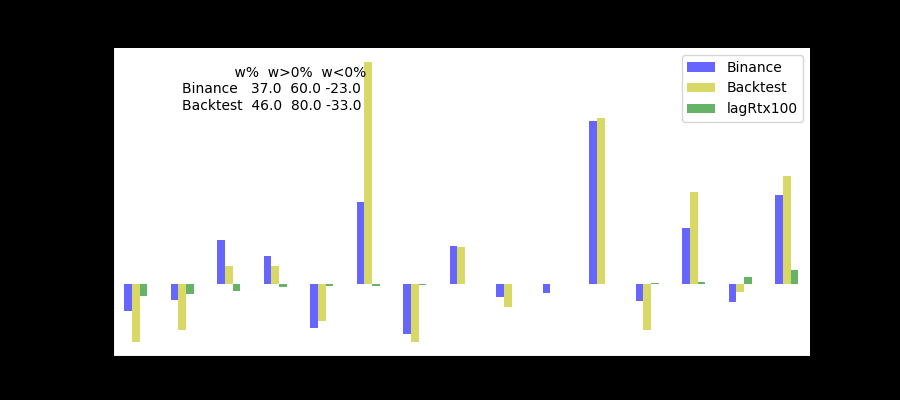 w% w>0% w<0%
Binance 37.0 60.0 -23.0
Backtest 46.0 80.0 -33.0
Binance
Backtest
lagRtx100